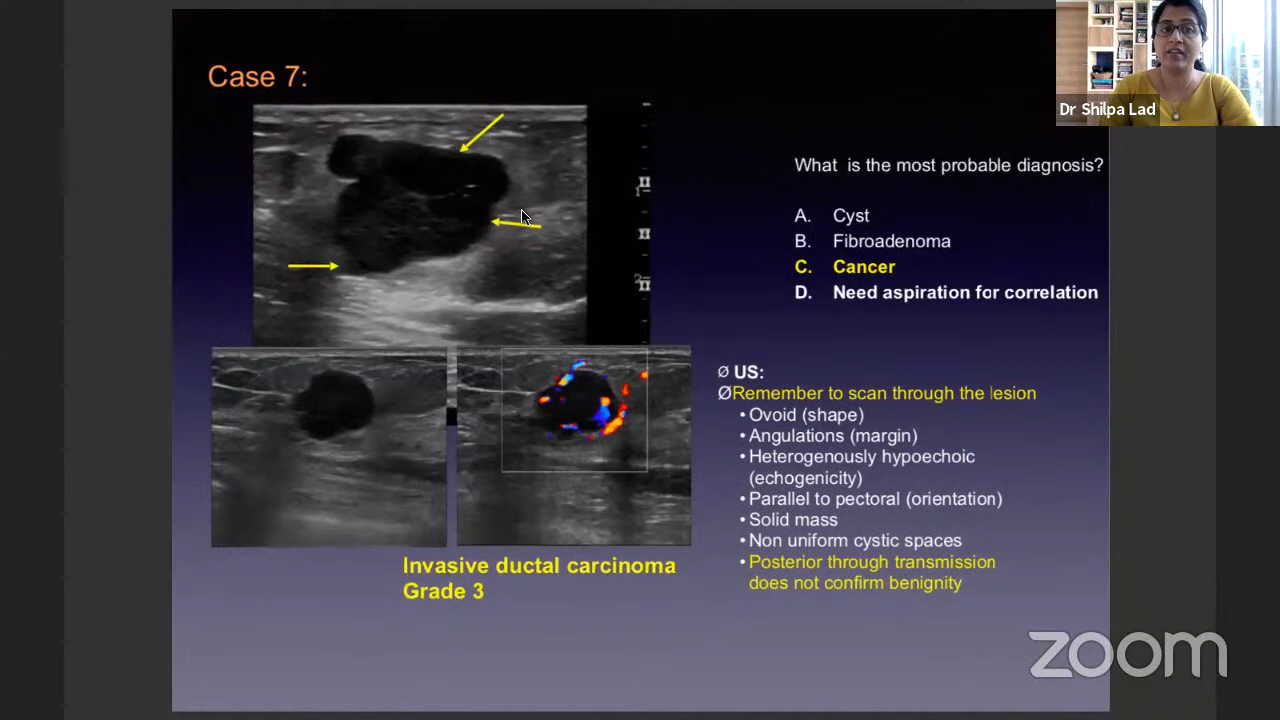 Case 7:
Dr Shilpa Lad
What is the most probable diagnosis?
A. Cyst
B. Fibroadenoma
C. Cancer
D. Need aspiration for correlation
1
2
Ø US:
ØRemember to scan through the lesion
• Ovoid (shape)
• Angulations (margin)
• Heterogenously hypoechoic
(echogenicity)
• Parallel to pectoral (orientation)
• Solid mass
• Non uniform cystic spaces
• Posterior through transmission
does not confirm benignity
Invasive ductal carcinoma
Grade 3
zoom